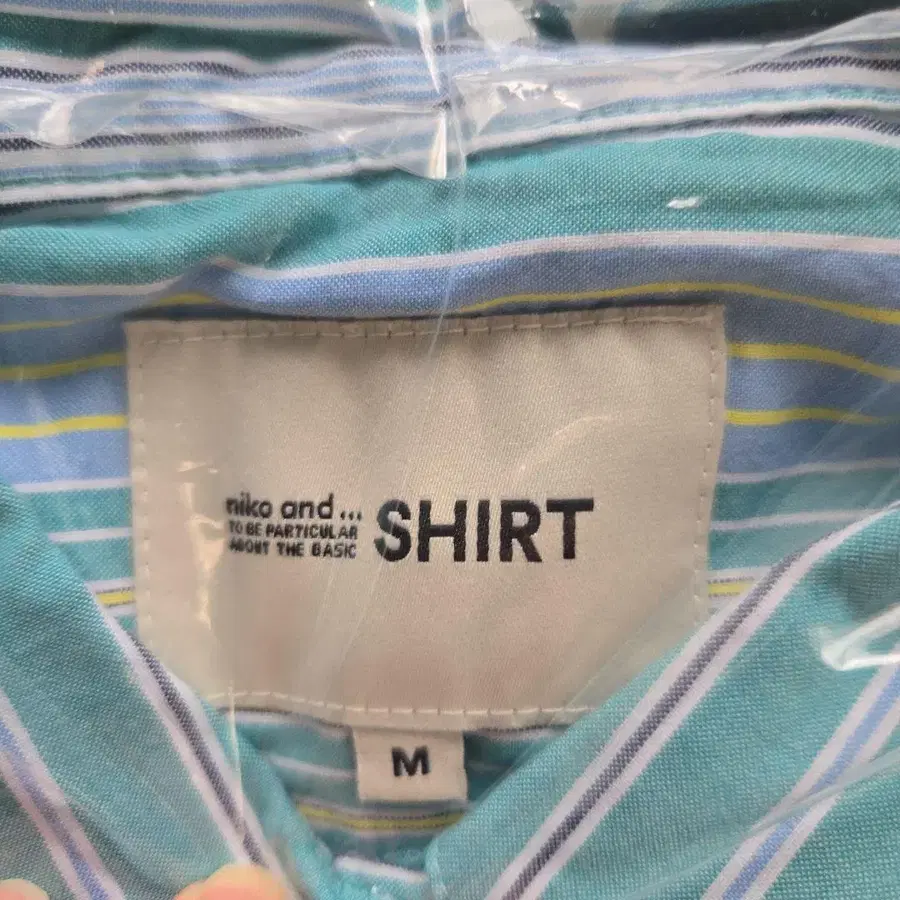 niko and...
TO BE PARTICULAR
ABOUT THE BASIC
SHIRT
M